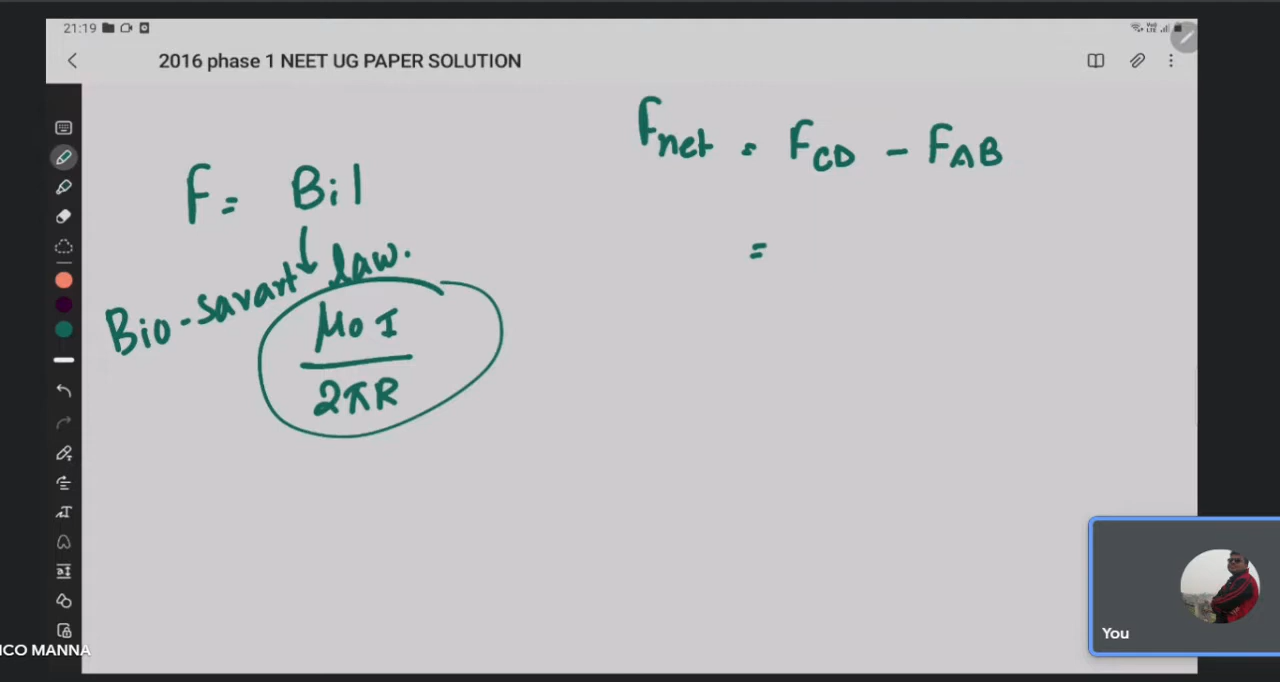 21:19
2016 phase 1 NEET UG PAPER SOLUTION
Fnet = FCD - FAB
F = Bil
=
Bio-savart law.
μ0 I
2πR
You
ICO MANNA